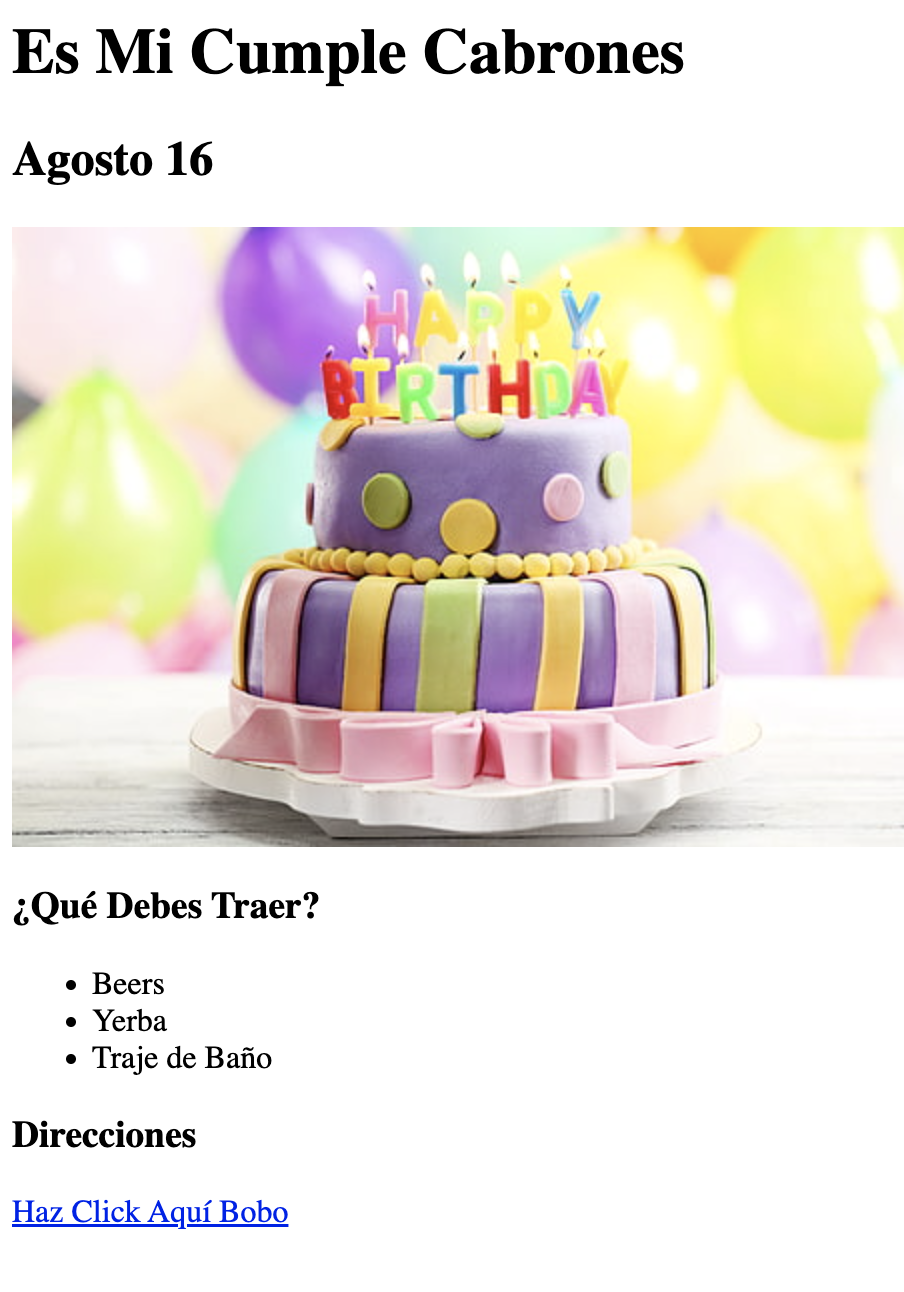 Es Mi Cumple Cabrones
Agosto 16
HAPPY
BIRTHDAY
¿Qué Debes Traer?
Beers
Yerba
Traje de Baño
Direcciones
Haz Click Aquí Bobo